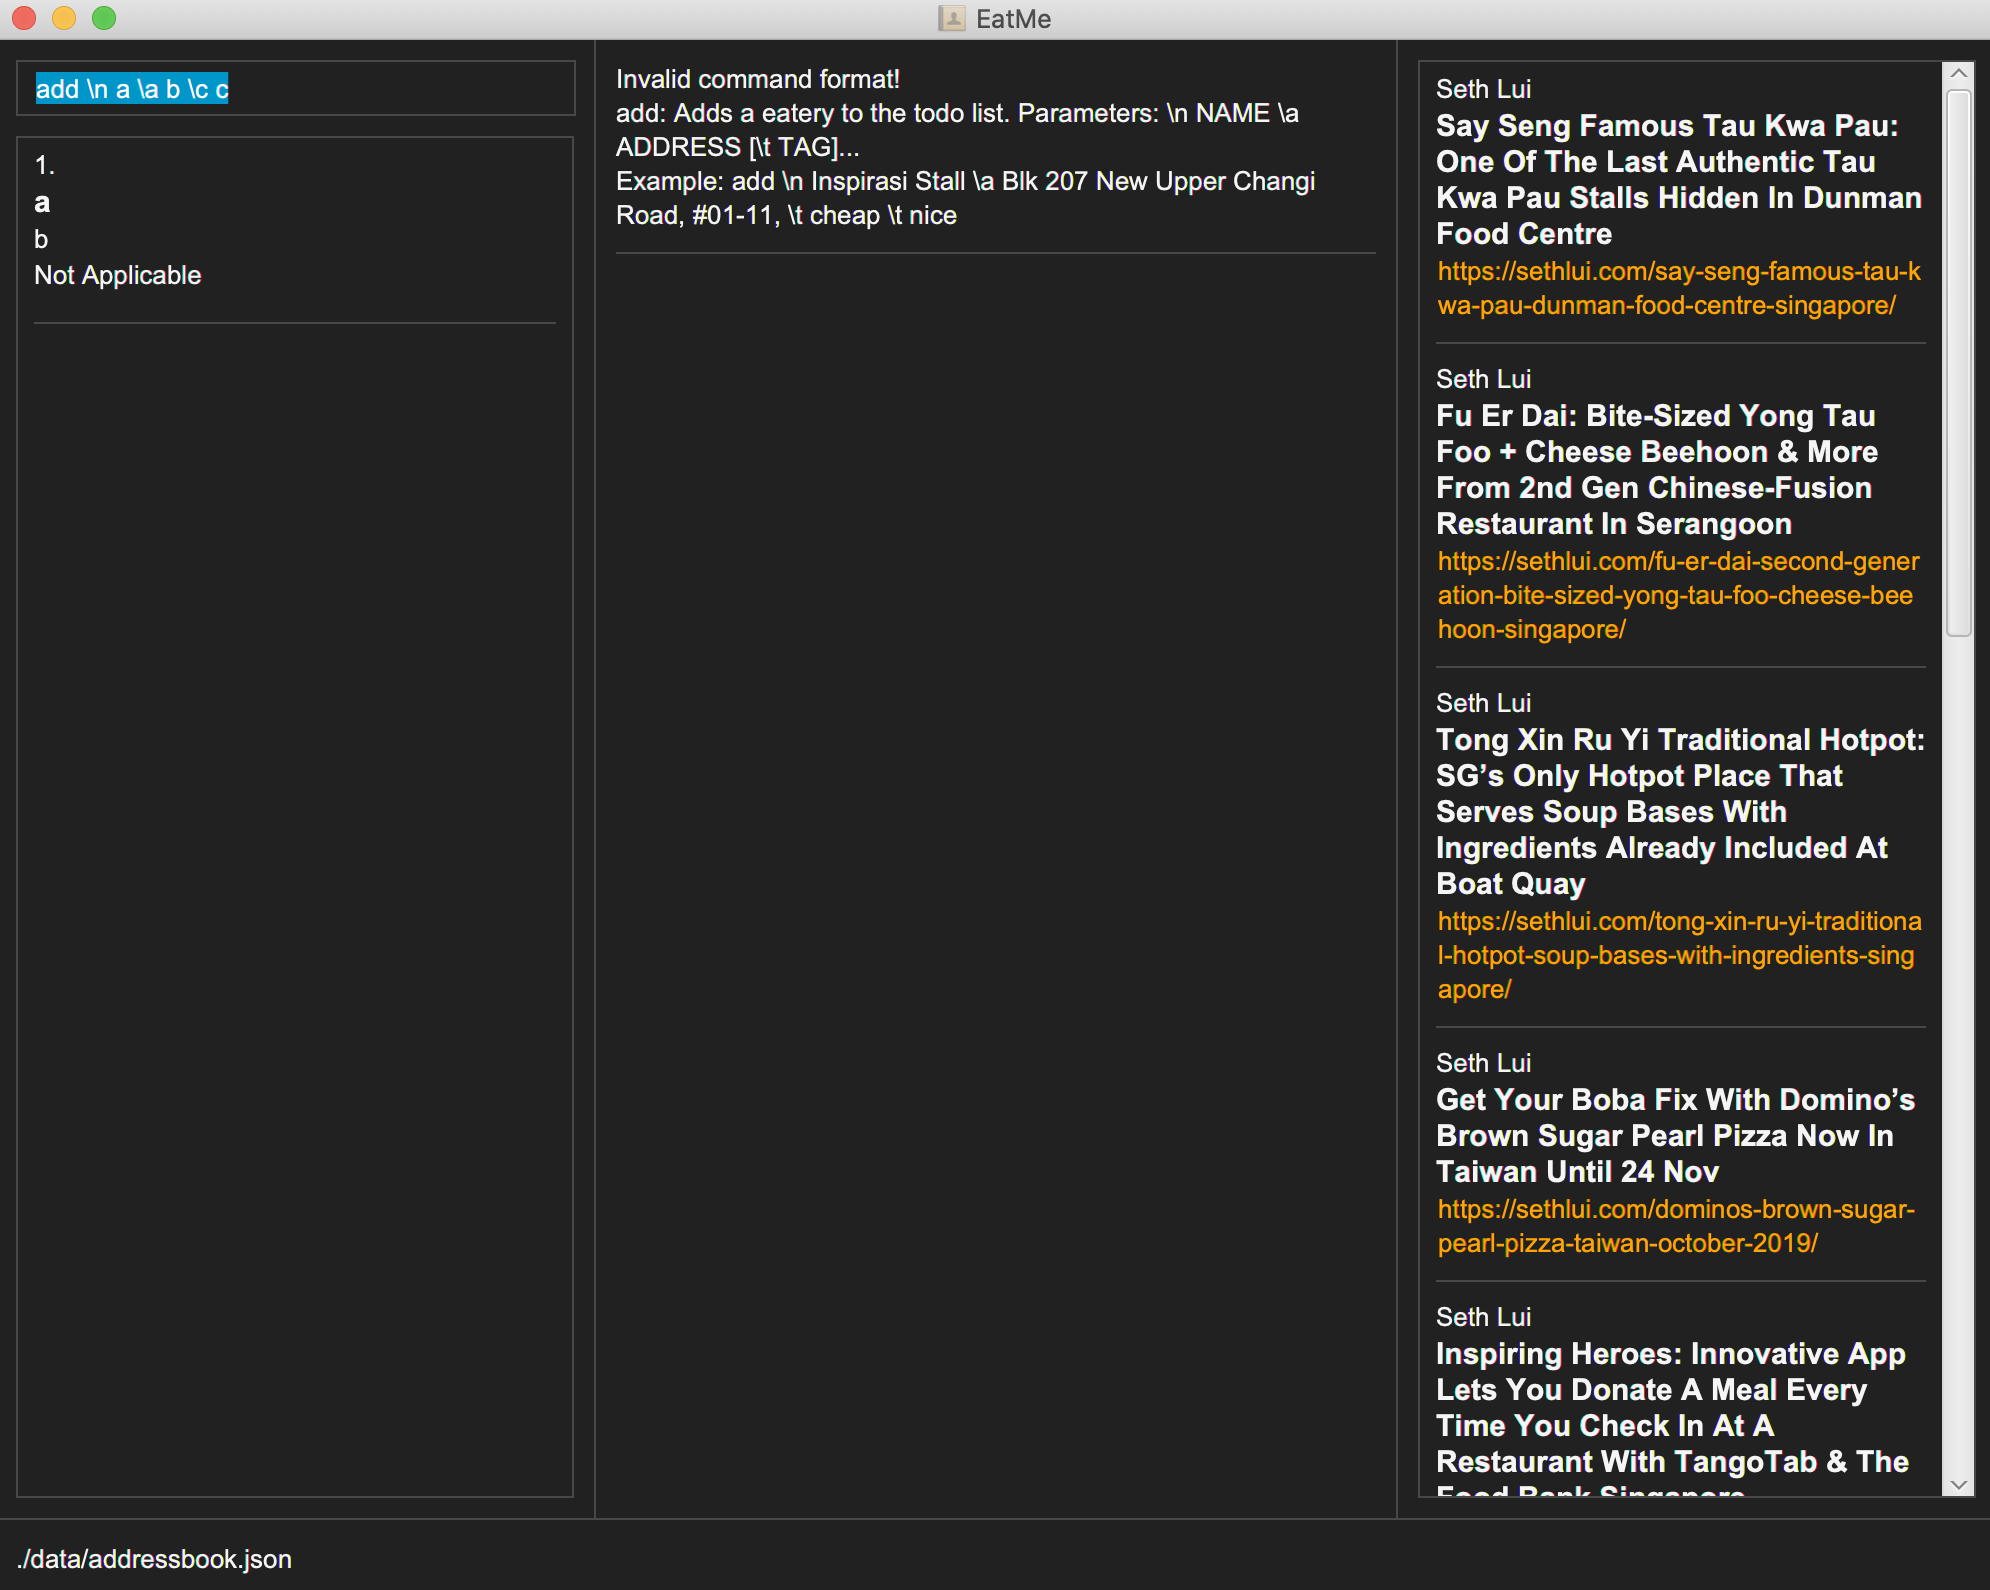 EatMe
add \n a \a b \c c
1.
a
b
Not Applicable
Invalid command format!
add: Adds a eatery to the todo list. Parameters: \n NAME \a
ADDRESS [\t TAG]...
Example: add \n Inspirasi Stall \a Blk 207 New Upper Changi
Road, #01-11, \t cheap \t nice
Seth Lui
Say Seng Famous Tau Kwa Pau:
One Of The Last Authentic Tau
Kwa Pau Stalls Hidden In Dunman
Food Centre
https://sethlui.com/say-seng-famous-tau-k
wa-pau-dunman-food-centre-singapore/
Seth Lui
Fu Er Dai: Bite-Sized Yong Tau
Foo + Cheese Beehoon & More
From 2nd Gen Chinese-Fusion
Restaurant In Serangoon
https://sethlui.com/fu-er-dai-second-gener
ation-bite-sized-yong-tau-foo-cheese-bee
hoon-singapore/
Seth Lui
Tong Xin Ru Yi Traditional Hotpot:
SG’s Only Hotpot Place That
Serves Soup Bases With
Ingredients Already Included At
Boat Quay
https://sethlui.com/tong-xin-ru-yi-traditiona
l-hotpot-soup-bases-with-ingredients-sing
apore/
Seth Lui
Get Your Boba Fix With Domino’s
Brown Sugar Pearl Pizza Now In
Taiwan Until 24 Nov
https://sethlui.com/dominos-brown-sugar-
pearl-pizza-taiwan-october-2019/
Seth Lui
Inspiring Heroes: Innovative App
Lets You Donate A Meal Every
Time You Check In At A
Restaurant With TangoTab & The
Food Bank Singapore
./data/addressbook.json